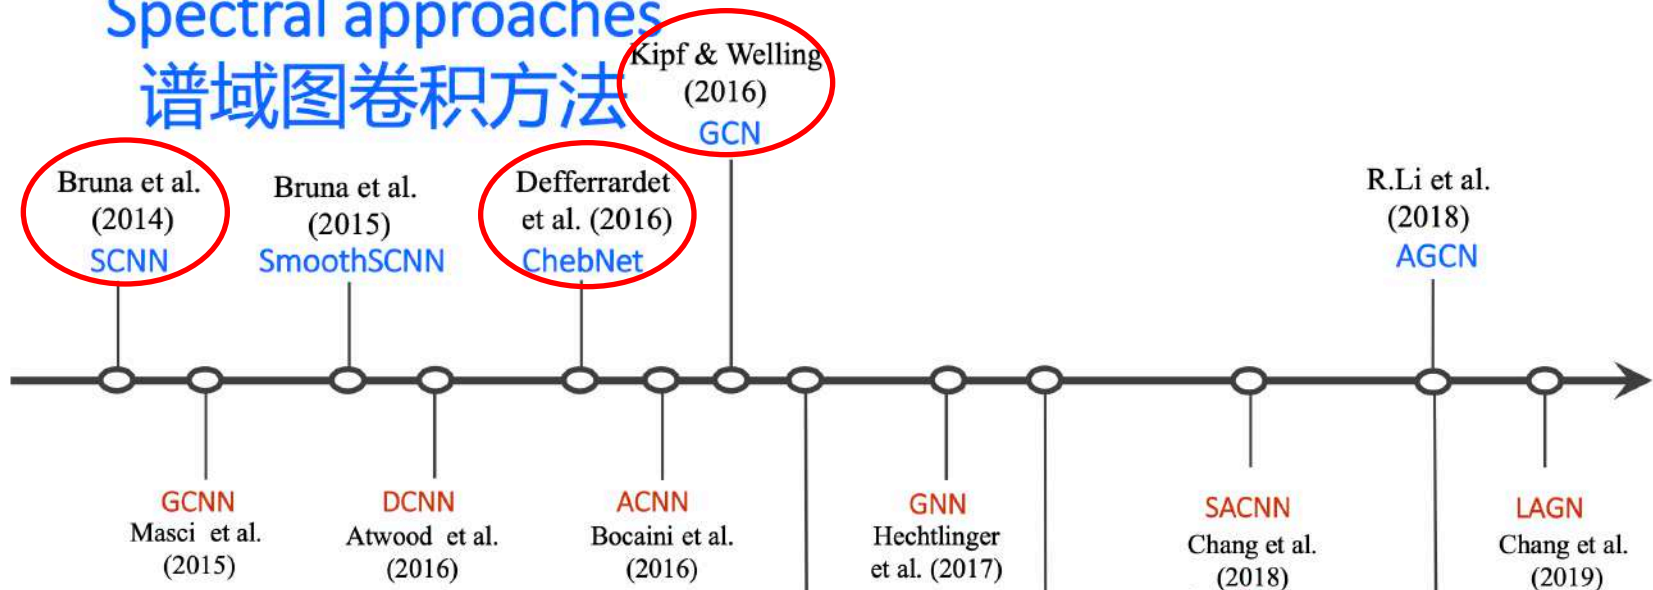 Spectral approaches
谱域图卷积方法
Kipf & Welling
(2016)
GCN
Bruna et al.
(2014)
SCNN
Bruna et al.
(2015)
SmoothSCNN
Defferrardet
et al. (2016)
ChebNet
R.Li et al.
(2018)
AGCN
GCNN
Masci et al.
(2015)
DCNN
Atwood et al.
(2016)
ACNN
Bocaini et al.
(2016)
GNN
Hechtlinger
et al. (2017)
SACNN
Chang et al.
(2018)
LAGN
Chang et al.
(2019)